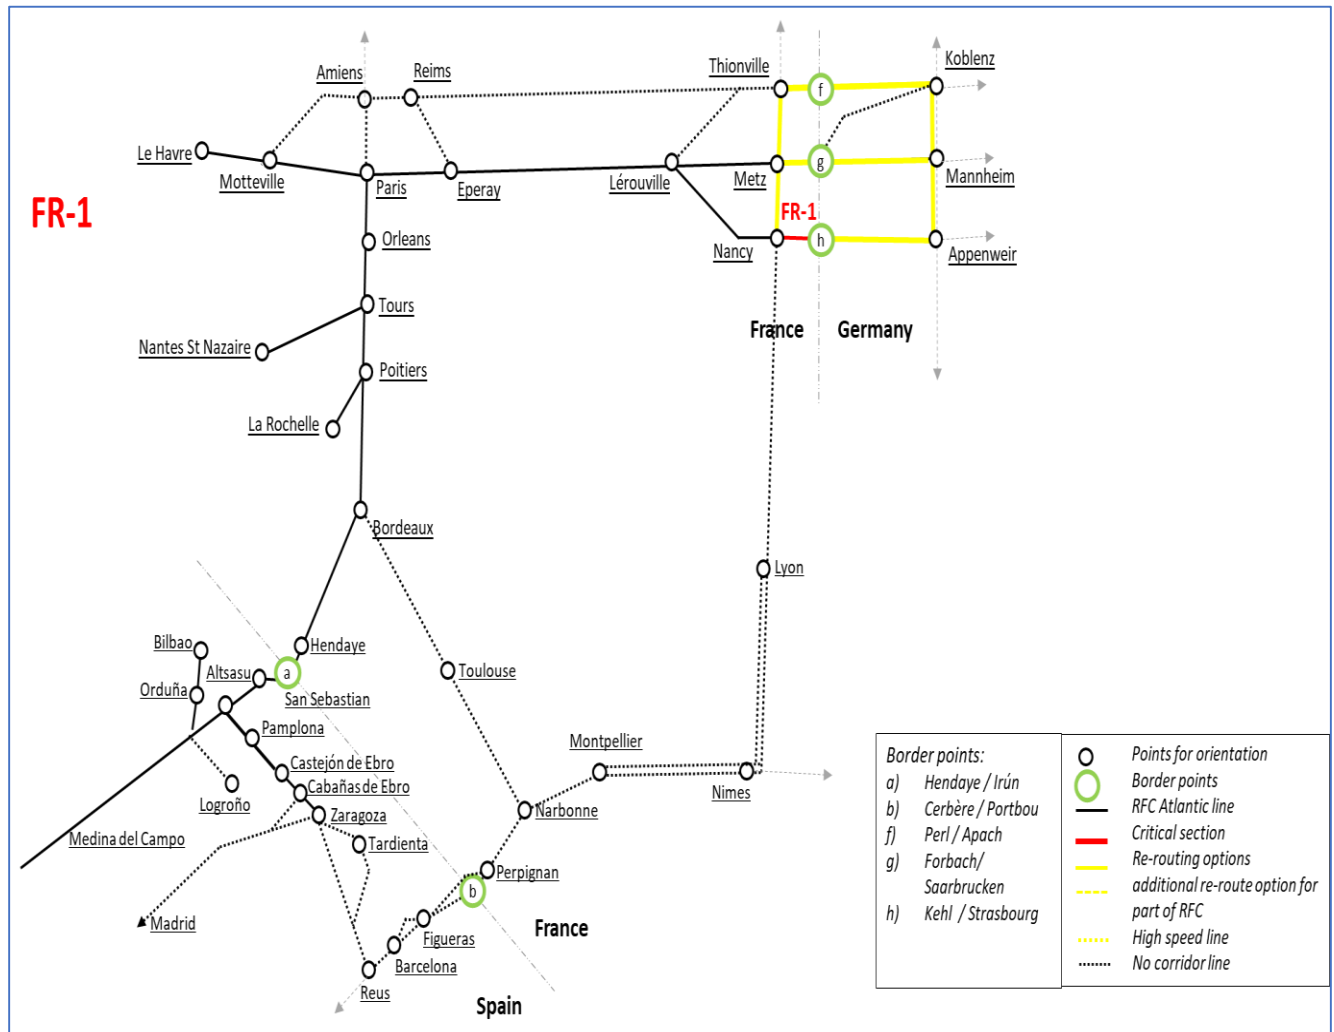 Thionville
Koblenz
Amiens
Reims
f
Le Havre
Motteville
Paris
Eperay
Lérouville
Metz
g
Mannheim
FR-1
FR-1
Orleans
Nancy
h
Appenweir
Tours
France
Germany
Nantes St Nazaire
Poitiers
La Rochelle
Bordeaux
Lyon
Bilbao
Hendaye
Altsasu
a
Toulouse
Orduña
San Sebastian
Pamplona
Montpellier
Castejón de Ebro
Cabañas de Ebro
Nimes
Logroño
Zaragoza
Narbonne
Medina del Campo
Tardienta
Perpignan
b
Madrid
Figueras
France
Barcelona
Reus
Spain
Border points:
a) Hendaye / Irún
b) Cerbère / Portbou
f) Perl / Apach
g) Forbach/
Saarbrucken
h) Kehl / Strasbourg
Points for orientation
Border points
RFC Atlantic line
Critical section
Re-routing options
additional re-route option for
part of RFC
High speed line
No corridor line